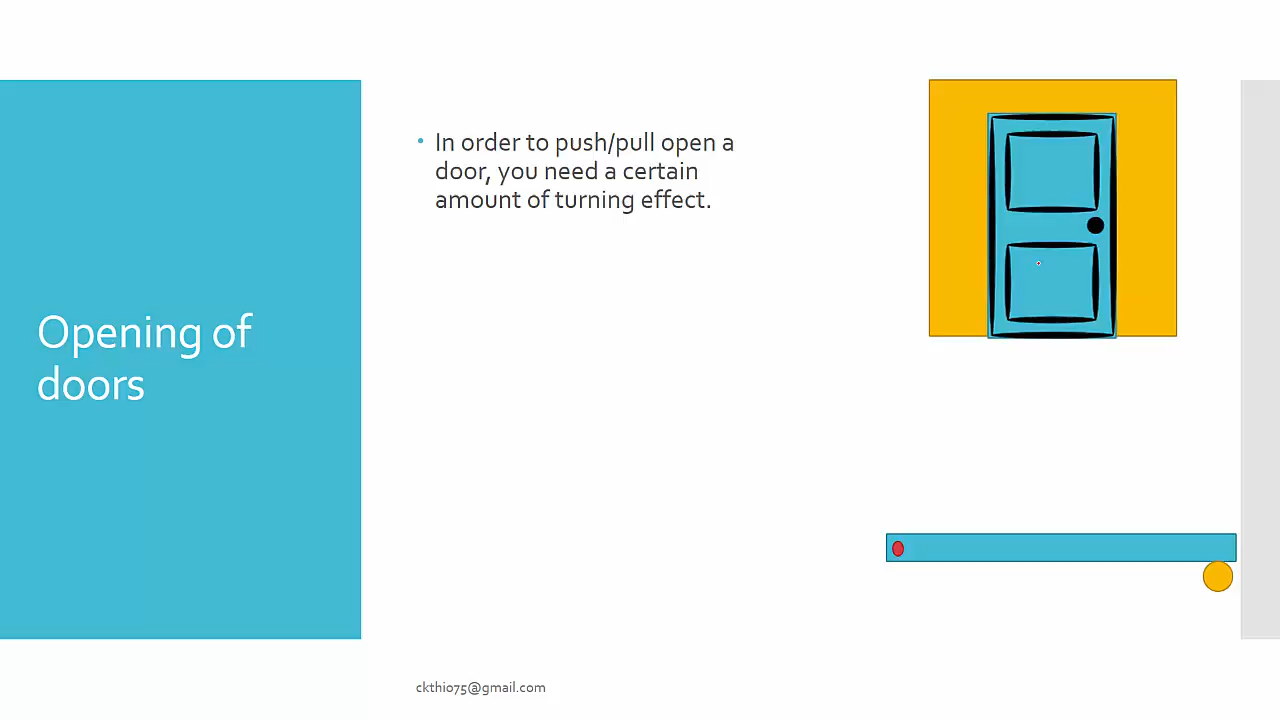 Opening of
doors
• In order to push/pull open a
door, you need a certain
amount of turning effect.
ckthio75@gmail.com